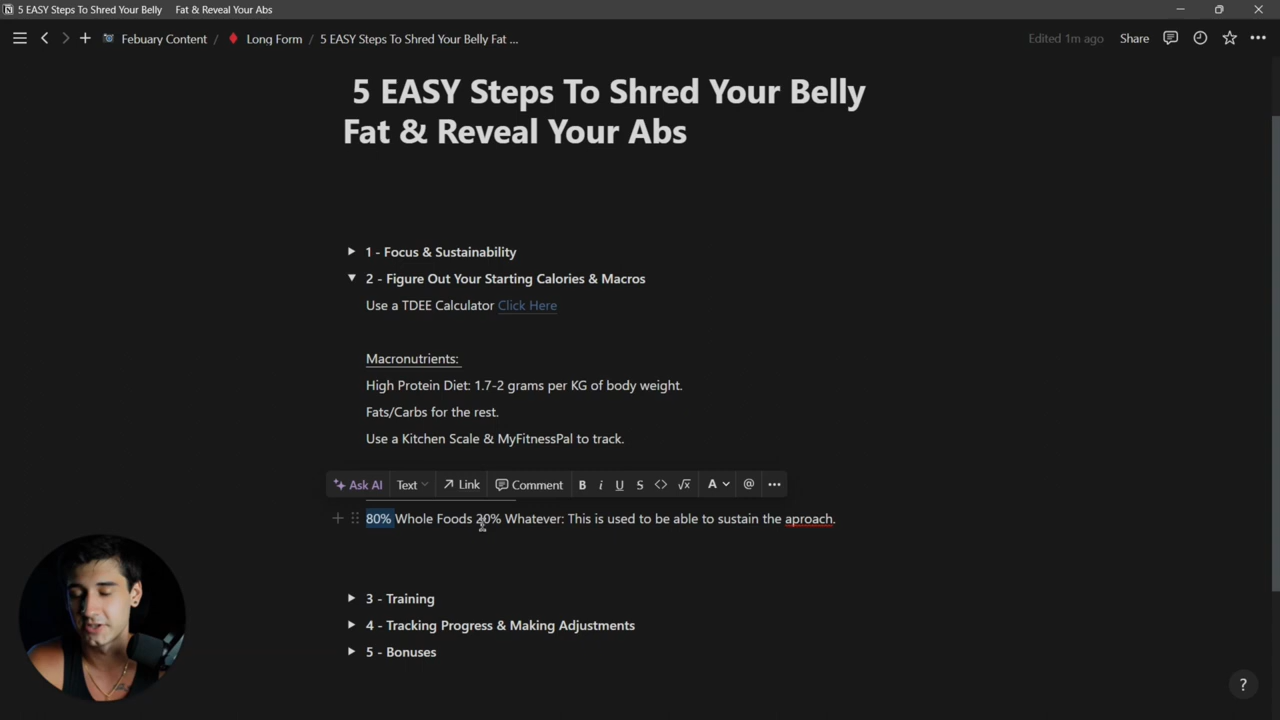 5 EASY Steps To Shred Your Belly Fat & Reveal Your Abs
Febuary Content / Long Form / 5 EASY Steps To Shred Your Belly Fat ...
Edited 1m ago Share
5 EASY Steps To Shred Your Belly
Fat & Reveal Your Abs
1 - Focus & Sustainability
2 - Figure Out Your Starting Calories & Macros
Use a TDEE Calculator Click Here
Macronutrients:
High Protein Diet: 1.7-2 grams per KG of body weight.
Fats/Carbs for the rest.
Use a Kitchen Scale & MyFitnessPal to track.
Ask AI Text Link Comment B i U S <> √x A @ •••
80% Whole Foods 20% Whatever: This is used to be able to sustain the aproach.
3 - Training
4 - Tracking Progress & Making Adjustments
5 - Bonuses
?